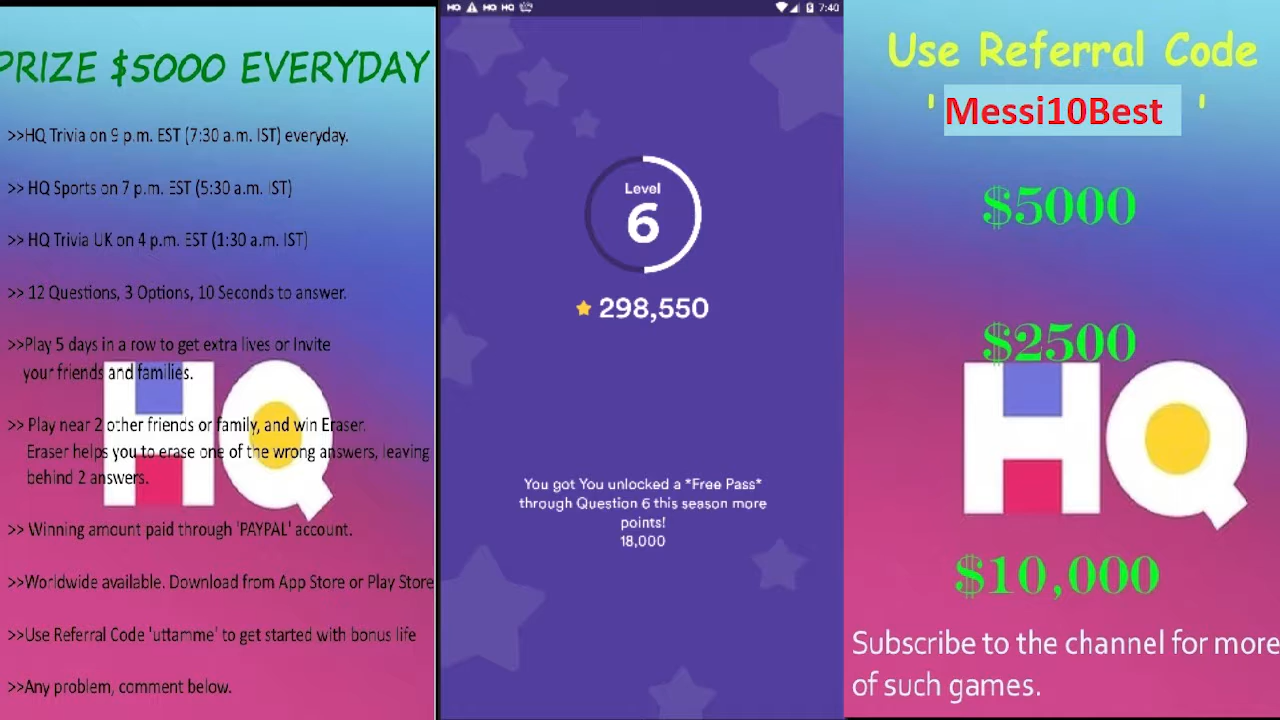 PRIZE $5000 EVERYDAY
>>HQ Trivia on 9 p.m. EST (7:30 a.m. IST) everyday.
>> HQ Sports on 7 p.m. EST (5:30 a.m. IST)
>> HQ Trivia UK on 4 p.m. EST (1:30 a.m. IST)
>> 12 Questions, 3 Options, 10 Seconds to answer.
>>Play 5 days in a row to get extra lives or Invite
your friends and families.
>> Play near 2 other friends or family, and win Eraser.
Eraser helps you to erase one of the wrong answers, leaving
behind 2 answers.
>> Winning amount paid through 'PAYPAL' account.
>>Worldwide available. Download from App Store or Play Store
>>Use Referral Code 'uttamme' to get started with bonus life
>>Any problem, comment below.
HQ
HQ HQ HQ 7:40
Level
6
298,550
You got You unlocked a *Free Pass*
through Question 6 this season more
points!
18,000
Use Referral Code
' Messi10Best '
$5000
$2500
HQ
$10,000
Subscribe to the channel for more
of such games.